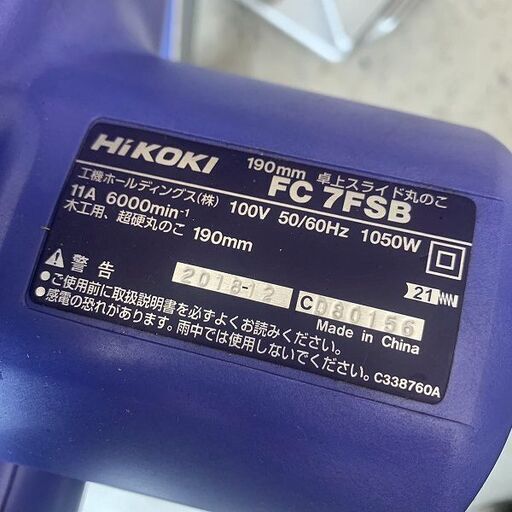 HiKOKI
190mm 卓上スライド丸のこ
FC 7FSB
工機ホールディングス(株) 100V 50/60Hz 1050W
11A 6000min⁻¹
木工用、超硬丸のこ 190mm
警告
2018-12 C080156
21
Made in China
●ご使用前に取扱説明書を必ずよくお読みください。
●感電の恐れがあります。雨中では使用しないでください。
C338760A